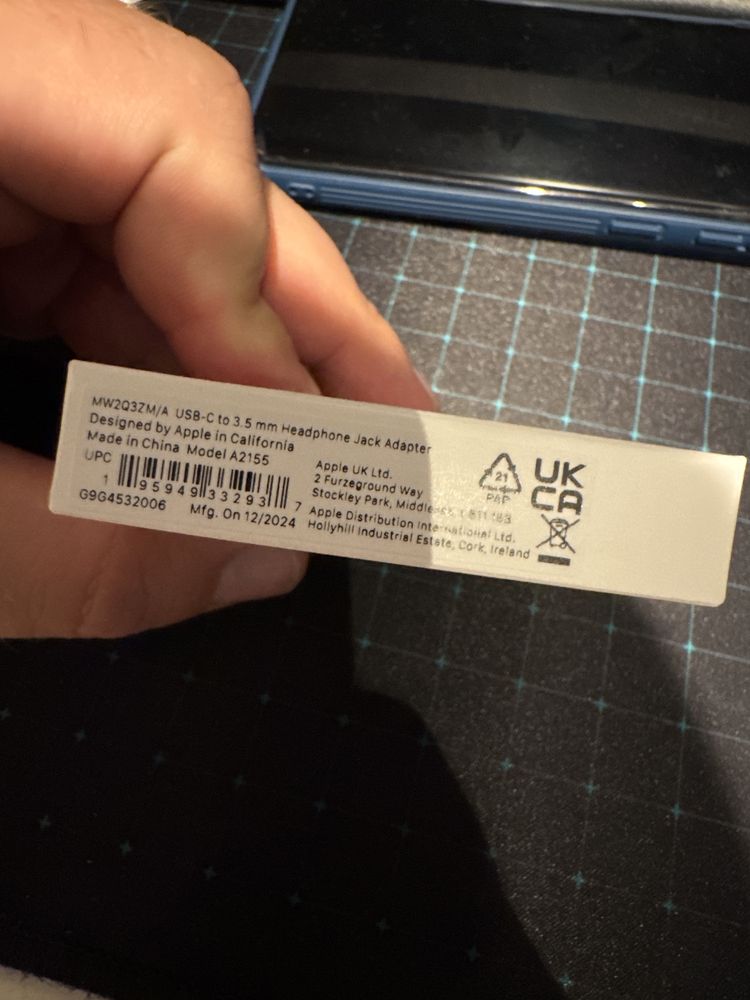 MW2Q3ZM/A USB-C to 3.5 mm Headphone Jack Adapter
Designed by Apple in California
Made in China Model A2155
UPC
1 95949 33293 7
G9G4532006 Mfg. On 12/2024
Apple UK Ltd.
2 Furzeground Way
Stockley Park, Middlesex,
Apple Distribution International Ltd.
Hollyhill Industrial Estate, Cork, Ireland
21
PAP
UK
CA